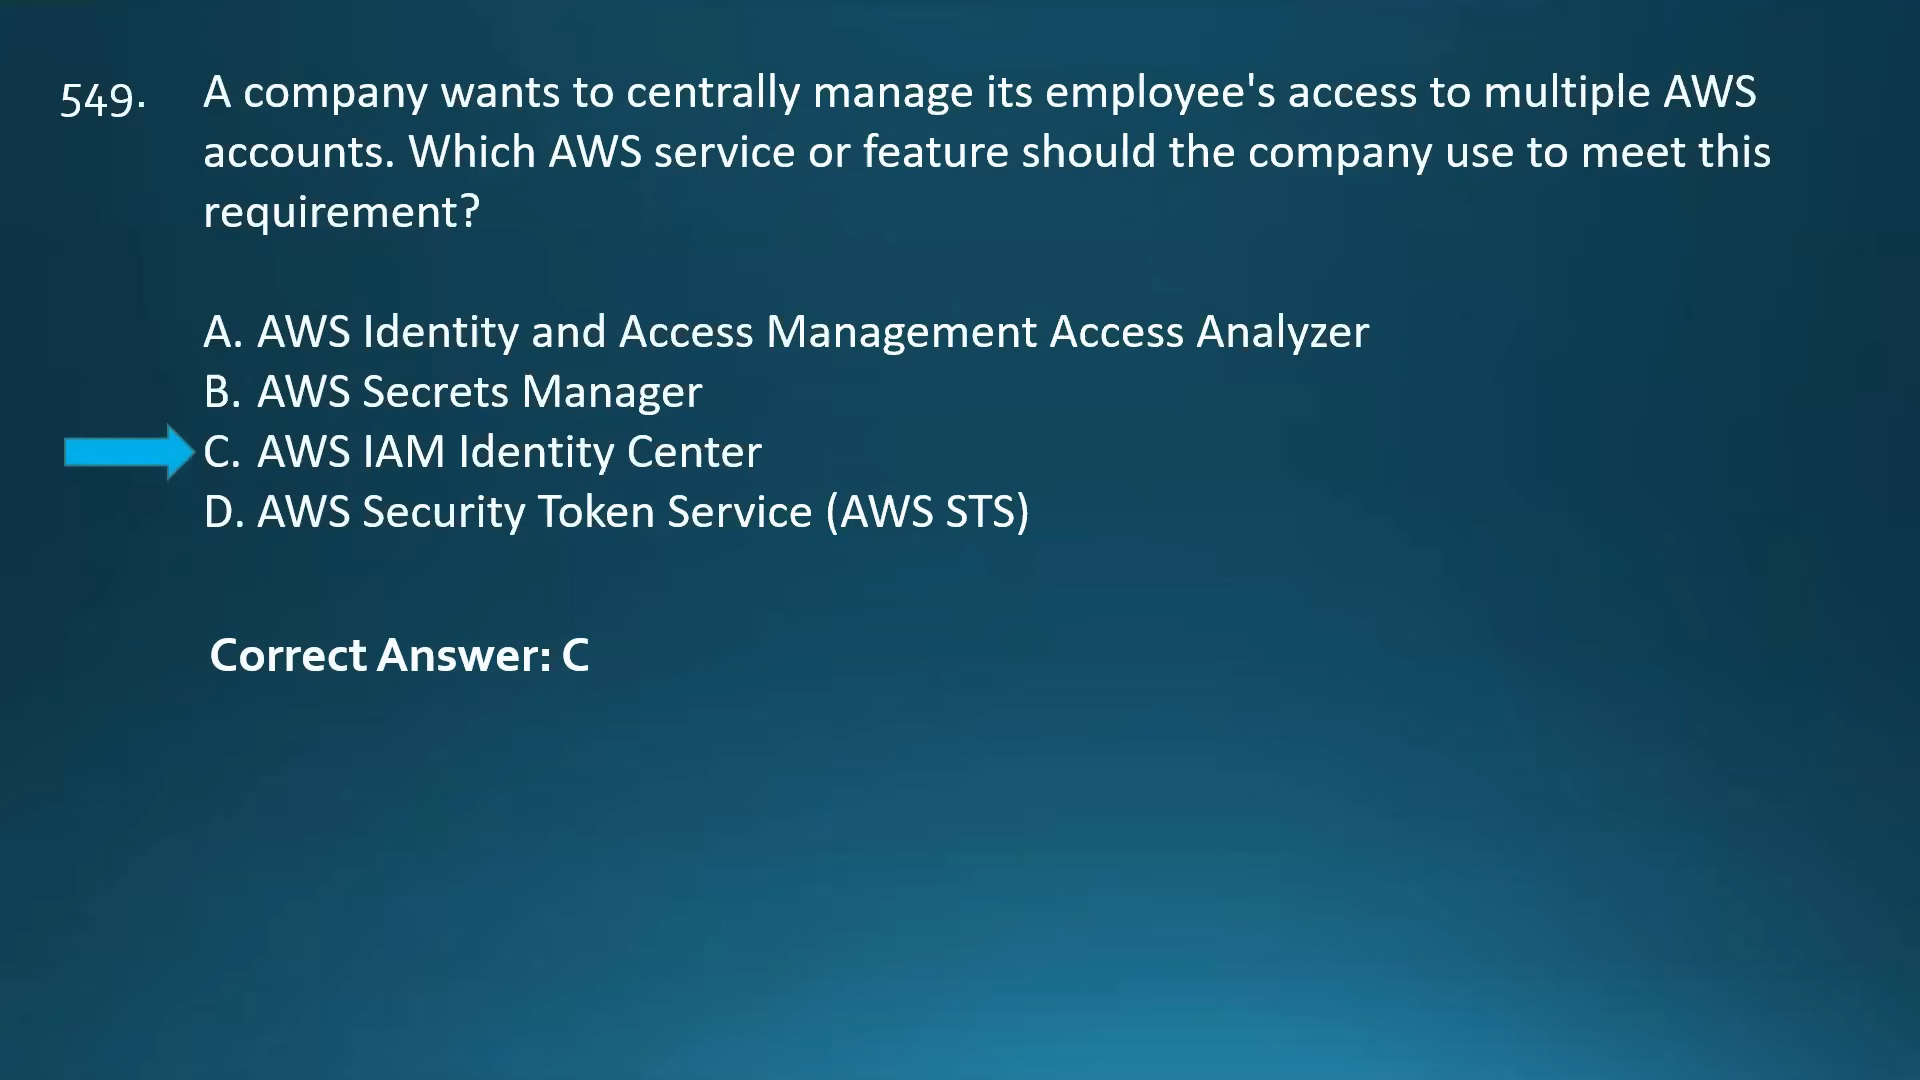 549. A company wants to centrally manage its employee's access to multiple AWS
accounts. Which AWS service or feature should the company use to meet this
requirement?
A. AWS Identity and Access Management Access Analyzer
B. AWS Secrets Manager
C. AWS IAM Identity Center
D. AWS Security Token Service (AWS STS)
Correct Answer: C